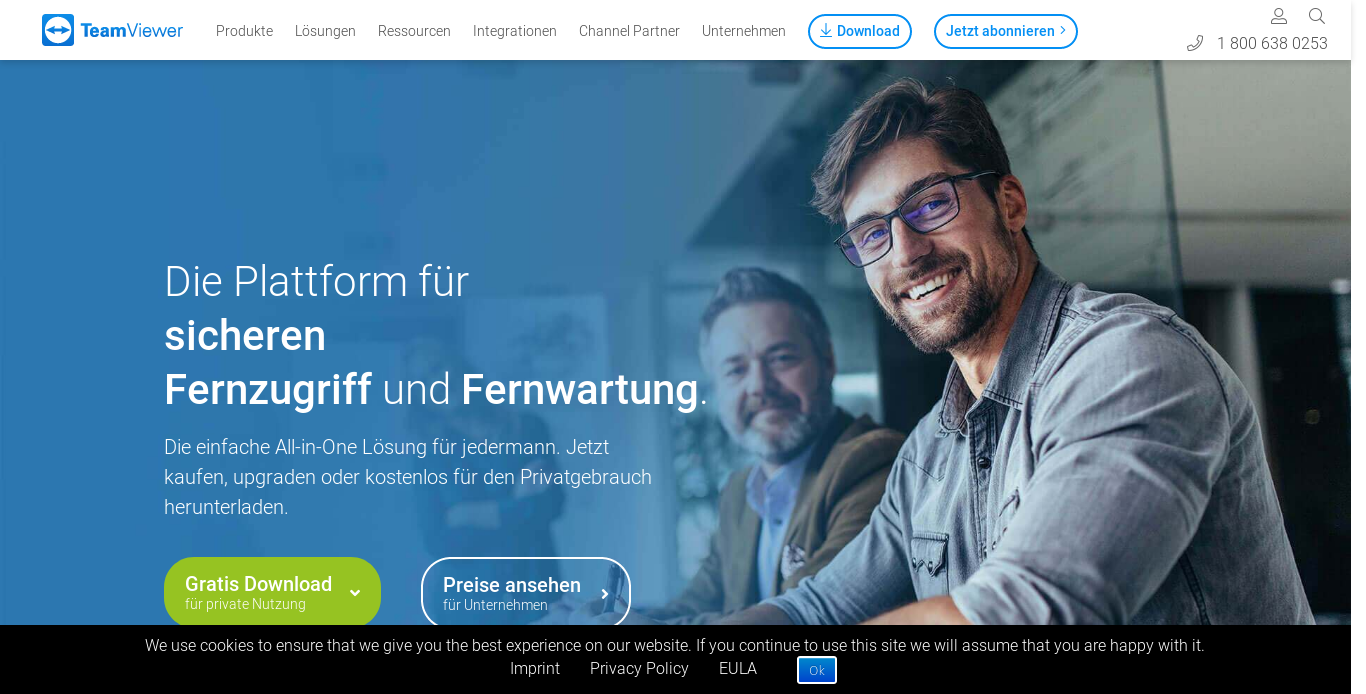 TeamViewer
Produkte
Lösungen
Ressourcen
Integrationen
Channel Partner
Unternehmen
Download
Jetzt abonnieren
1 800 638 0253
Die Plattform für
sicheren
Fernzugriff und Fernwartung.
Die einfache All-in-One Lösung für jedermann. Jetzt
kaufen, upgraden oder kostenlos für den Privatgebrauch
herunterladen.
Gratis Download
für private Nutzung
Preise ansehen
für Unternehmen
We use cookies to ensure that we give you the best experience on our website. If you continue to use this site we will assume that you are happy with it.
Imprint
Privacy Policy
EULA
Ok